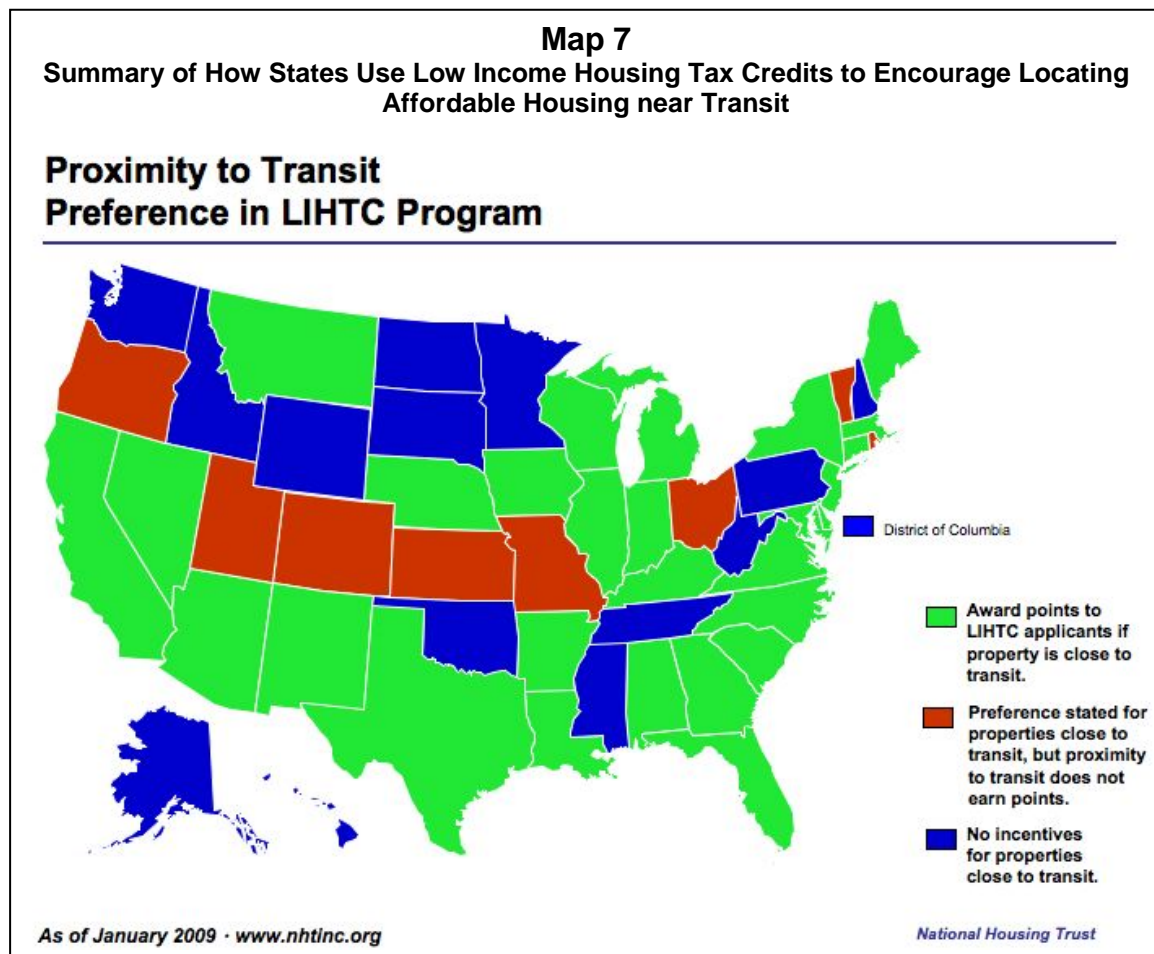 Map 7
Summary of How States Use Low Income Housing Tax Credits to Encourage Locating
Affordable Housing near Transit
Proximity to Transit
Preference in LIHTC Program
District of Columbia
Award points to
LIHTC applicants if
property is close to
transit.
Preference stated for
properties close to
transit, but proximity
to transit does not
earn points.
No incentives
for properties
close to transit.
As of January 2009 · www.nhtinc.org
National Housing Trust